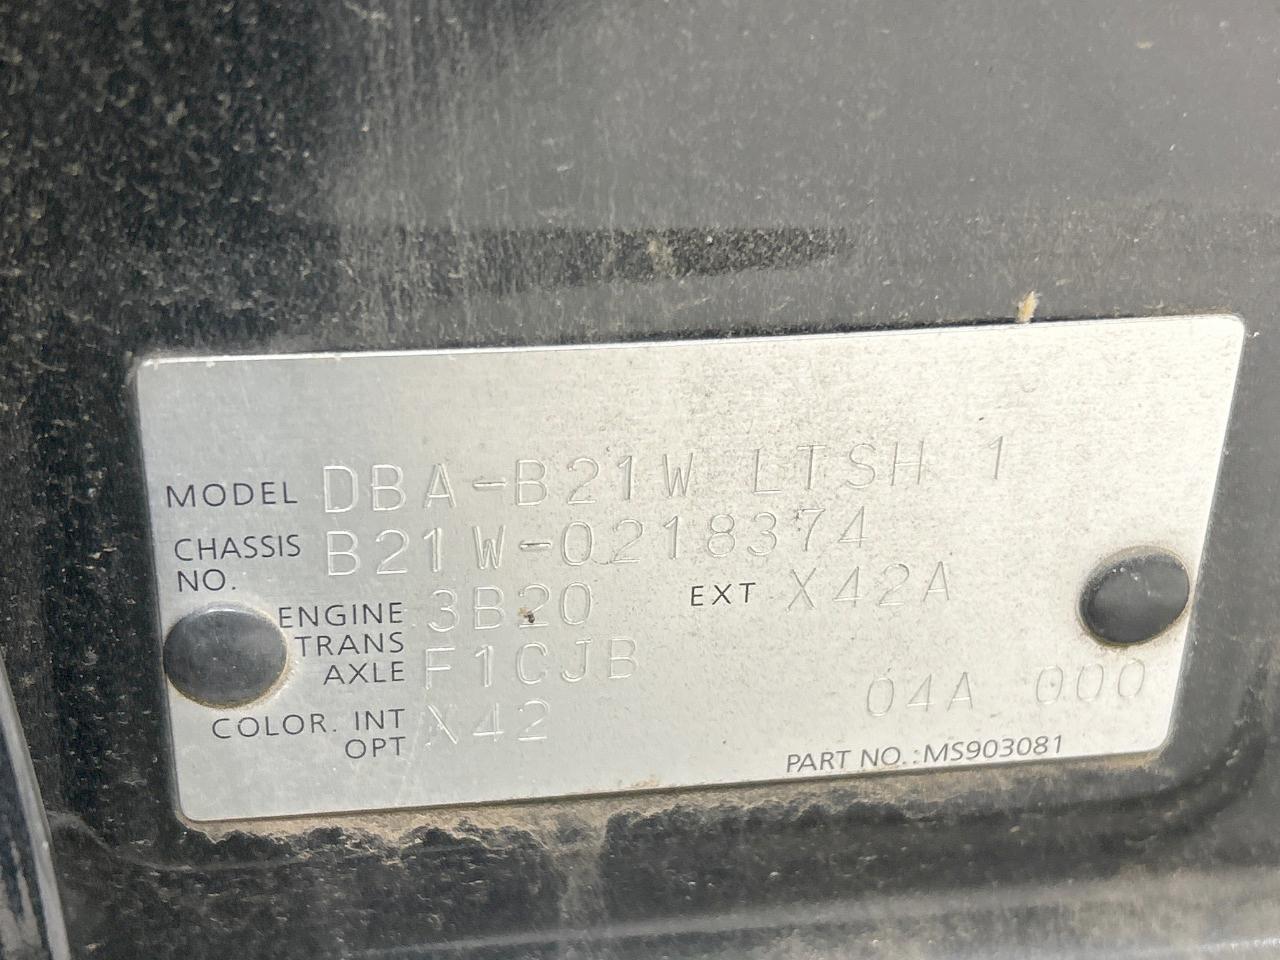 MODEL DBA-B21W LTSH 1
CHASSIS NO. B21W-0218374
ENGINE 3B20 EXT X42A
TRANS AXLE F1CJB
COLOR. INT X42 04A 000
OPT
PART NO.:MS903081